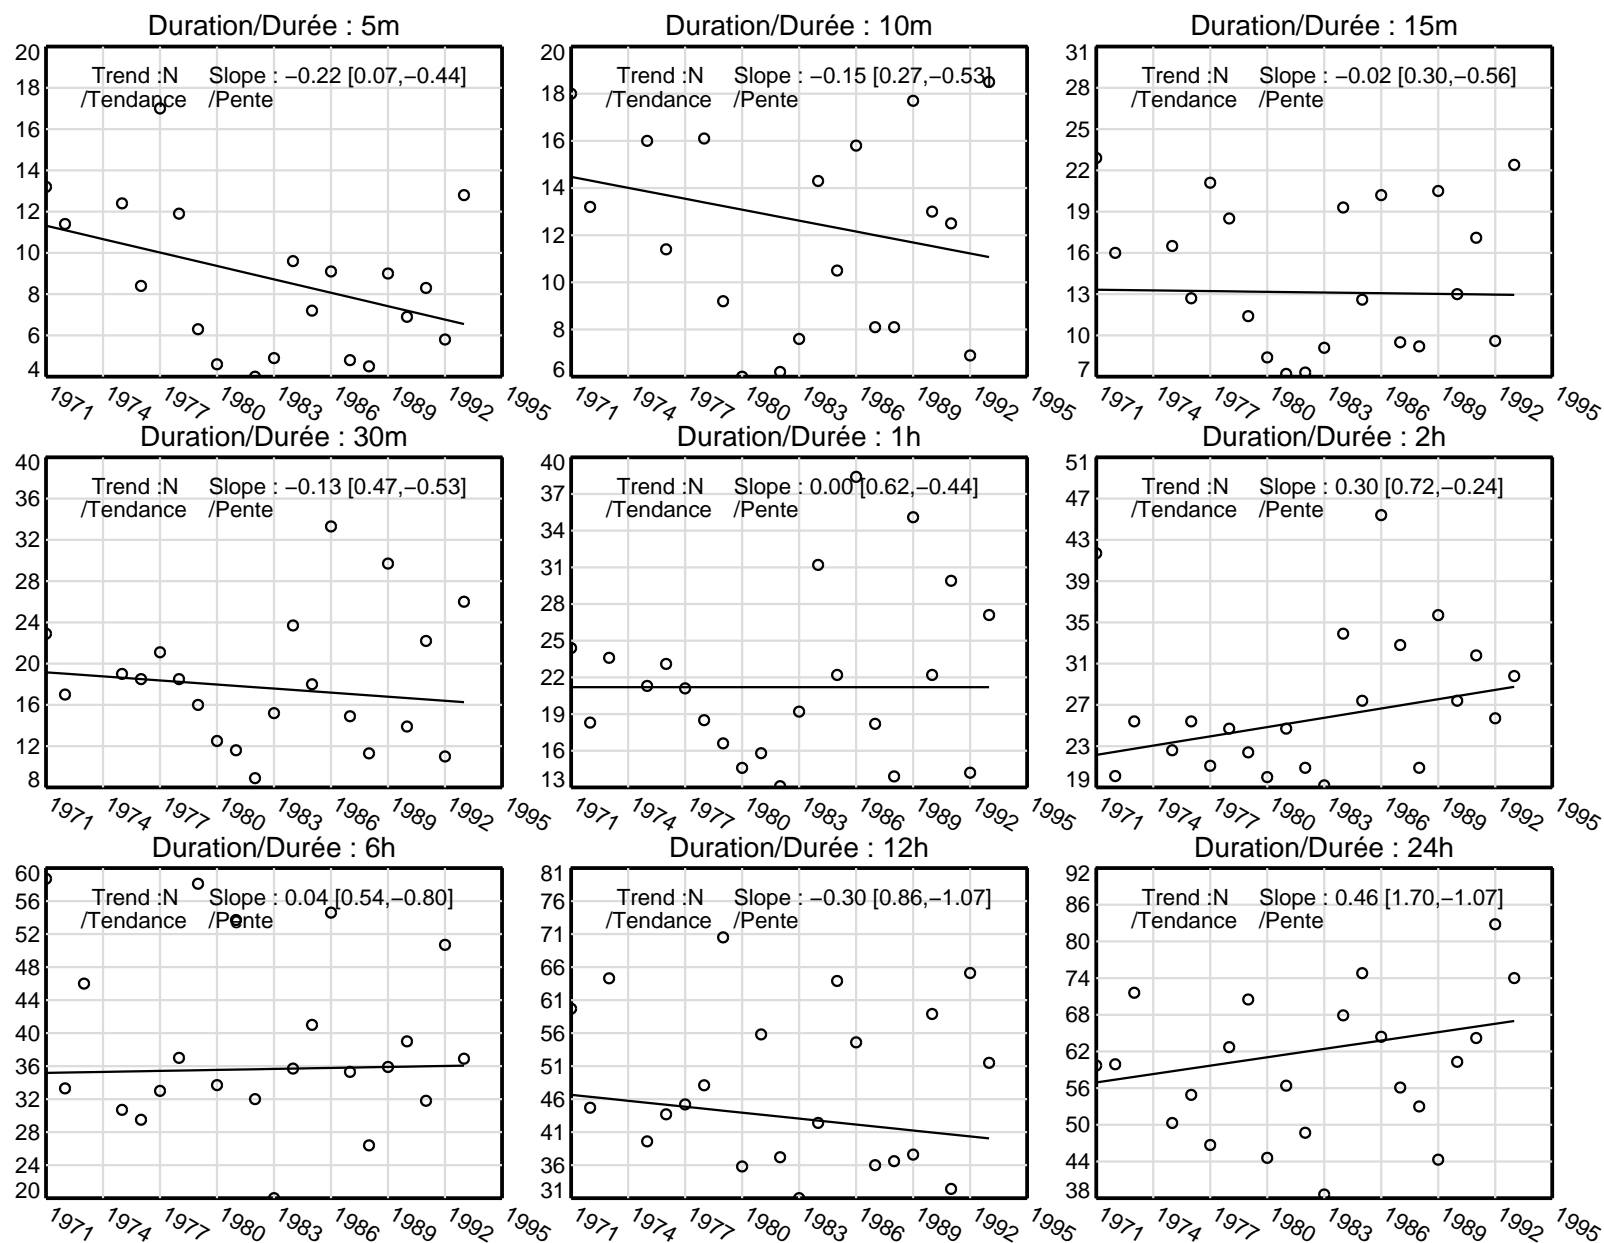 Duration/Durée : 5m
Trend :N Slope : −0.22 [0.07,−0.44]
/Tendance /Pente
20
18
16
14
12
10
8
6
4
1971 1974 1977 1980 1983 1986 1989 1992 1995
Duration/Durée : 10m
Trend :N Slope : −0.15 [0.27,−0.53]
/Tendance /Pente
20
18
16
14
12
10
8
6
1971 1974 1977 1980 1983 1986 1989 1992 1995
Duration/Durée : 15m
Trend :N Slope : −0.02 [0.30,−0.56]
/Tendance /Pente
31
28
25
22
19
16
13
10
7
1971 1974 1977 1980 1983 1986 1989 1992 1995
Duration/Durée : 30m
Trend :N Slope : −0.13 [0.47,−0.53]
/Tendance /Pente
40
36
32
28
24
20
16
12
8
1971 1974 1977 1980 1983 1986 1989 1992 1995
Duration/Durée : 1h
Trend :N Slope : 0.00 [0.62,−0.44]
/Tendance /Pente
40
37
34
31
28
25
22
19
16
13
1971 1974 1977 1980 1983 1986 1989 1992 1995
Duration/Durée : 2h
Trend :N Slope : 0.30 [0.72,−0.24]
/Tendance /Pente
51
47
43
39
35
31
27
23
19
1971 1974 1977 1980 1983 1986 1989 1992 1995
Duration/Durée : 6h
Trend :N Slope : 0.04 [0.54,−0.80]
/Tendance /Pente
60
56
52
48
44
40
36
32
28
24
20
1971 1974 1977 1980 1983 1986 1989 1992 1995
Duration/Durée : 12h
Trend :N Slope : −0.30 [0.86,−1.07]
/Tendance /Pente
81
76
71
66
61
56
51
46
41
36
31
1971 1974 1977 1980 1983 1986 1989 1992 1995
Duration/Durée : 24h
Trend :N Slope : 0.46 [1.70,−1.07]
/Tendance /Pente
92
86
80
74
68
62
56
50
44
38
1971 1974 1977 1980 1983 1986 1989 1992 1995